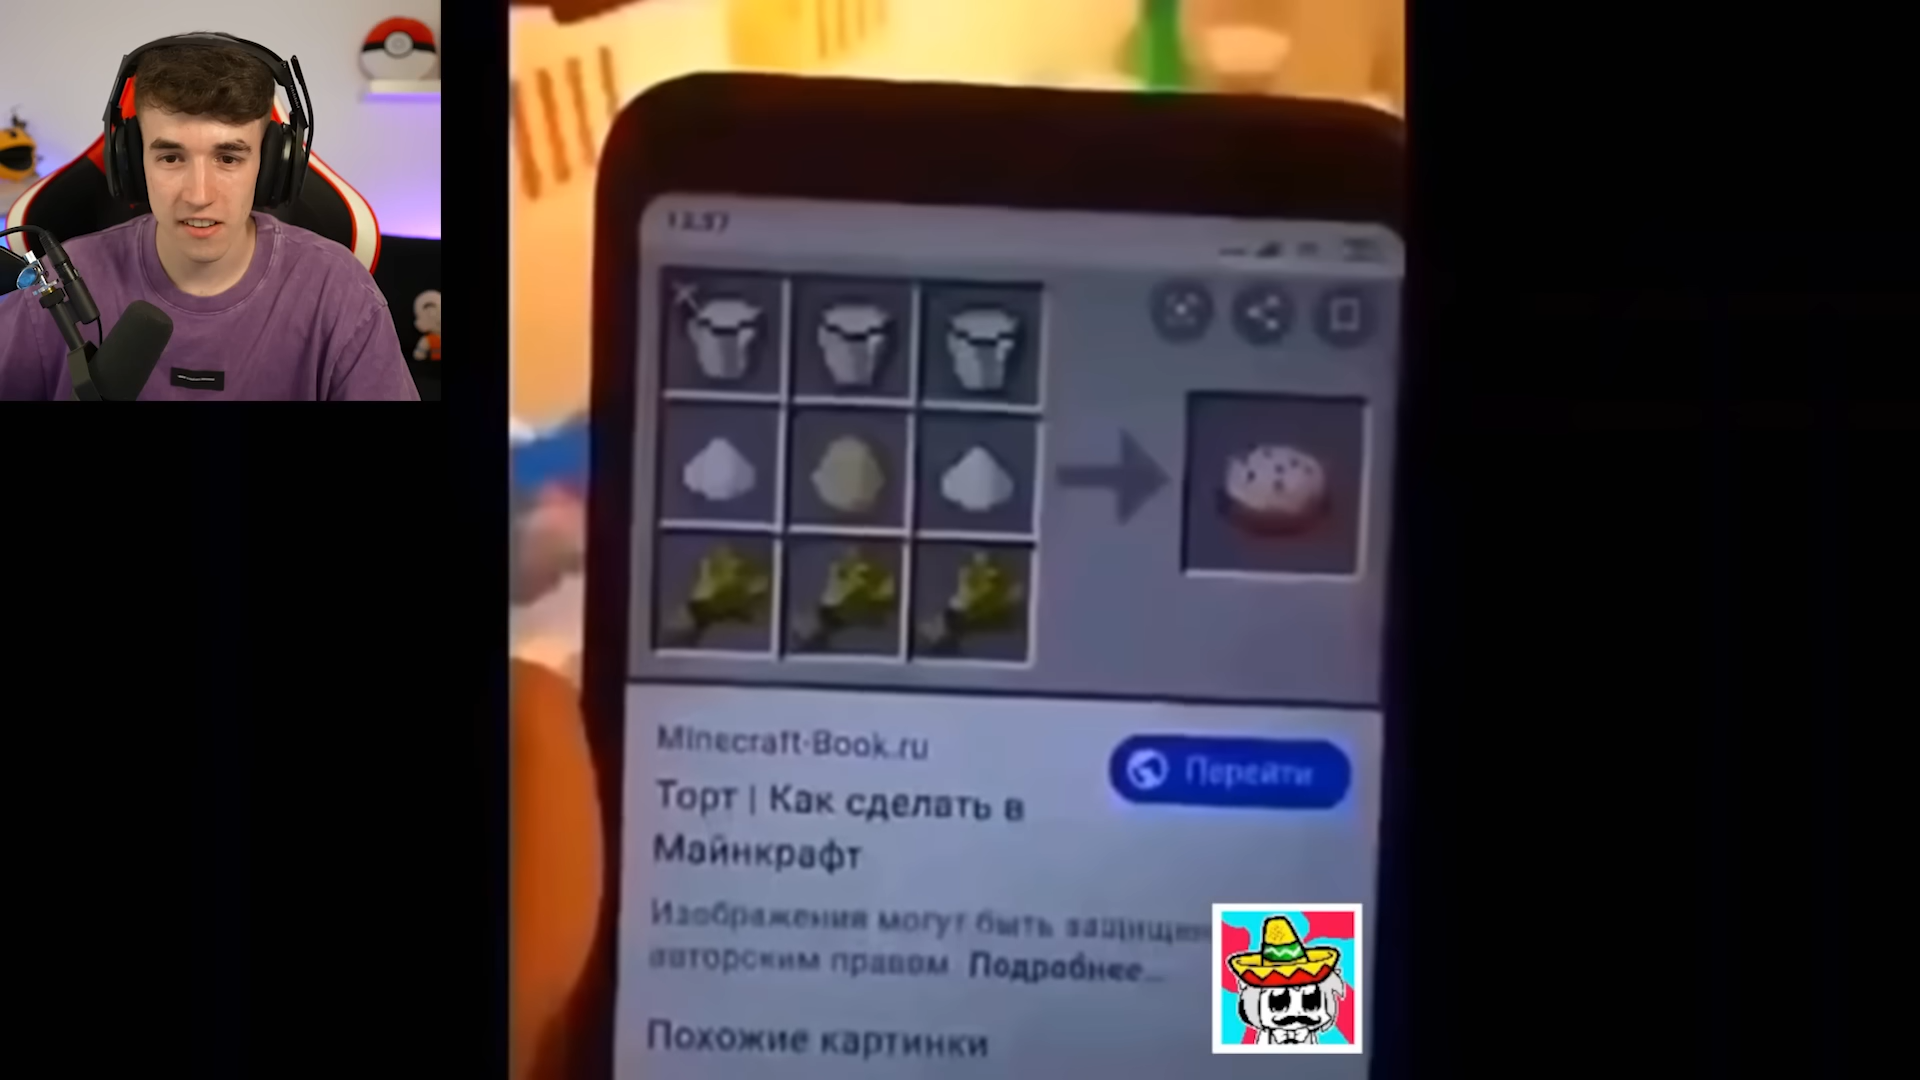 Minecraft-Book.ru
Перейти
Торт | Как сделать в
Майнкрафт
Изображения могут быть
авторским правом. Подробнее...
Похожие картинки